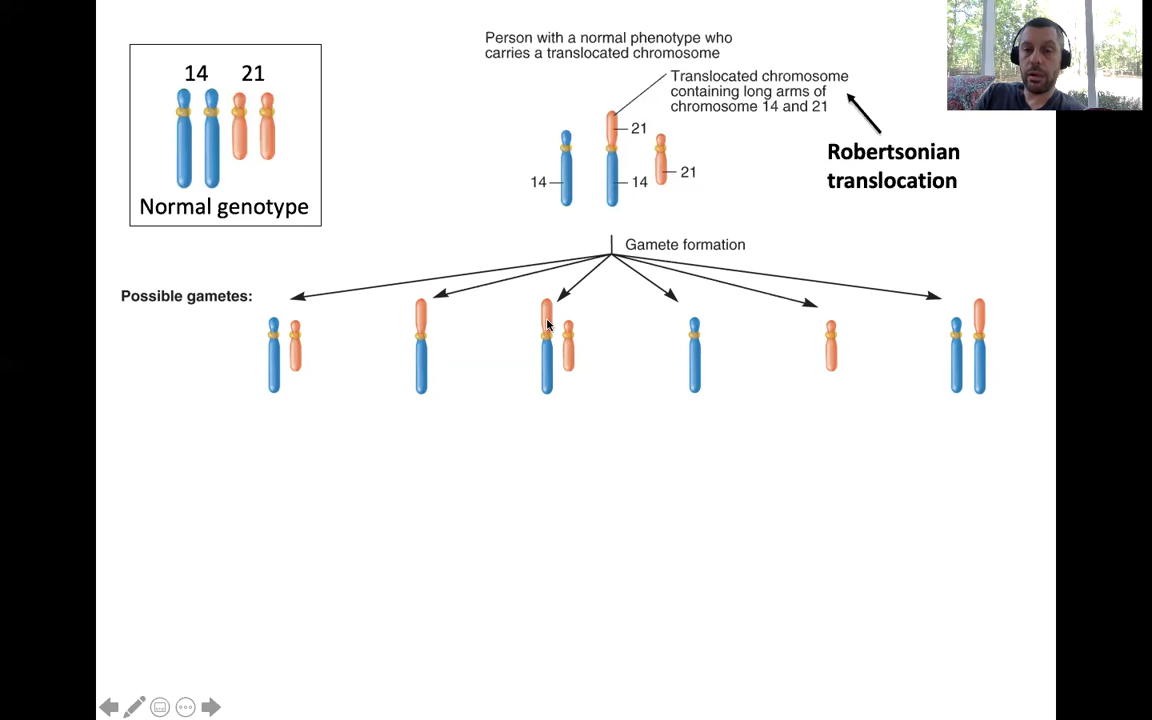 14 21
Normal genotype
Person with a normal phenotype who
carries a translocated chromosome
Translocated chromosome
containing long arms of
chromosome 14 and 21
21
14
14
21
Robertsonian
translocation
Gamete formation
Possible gametes: